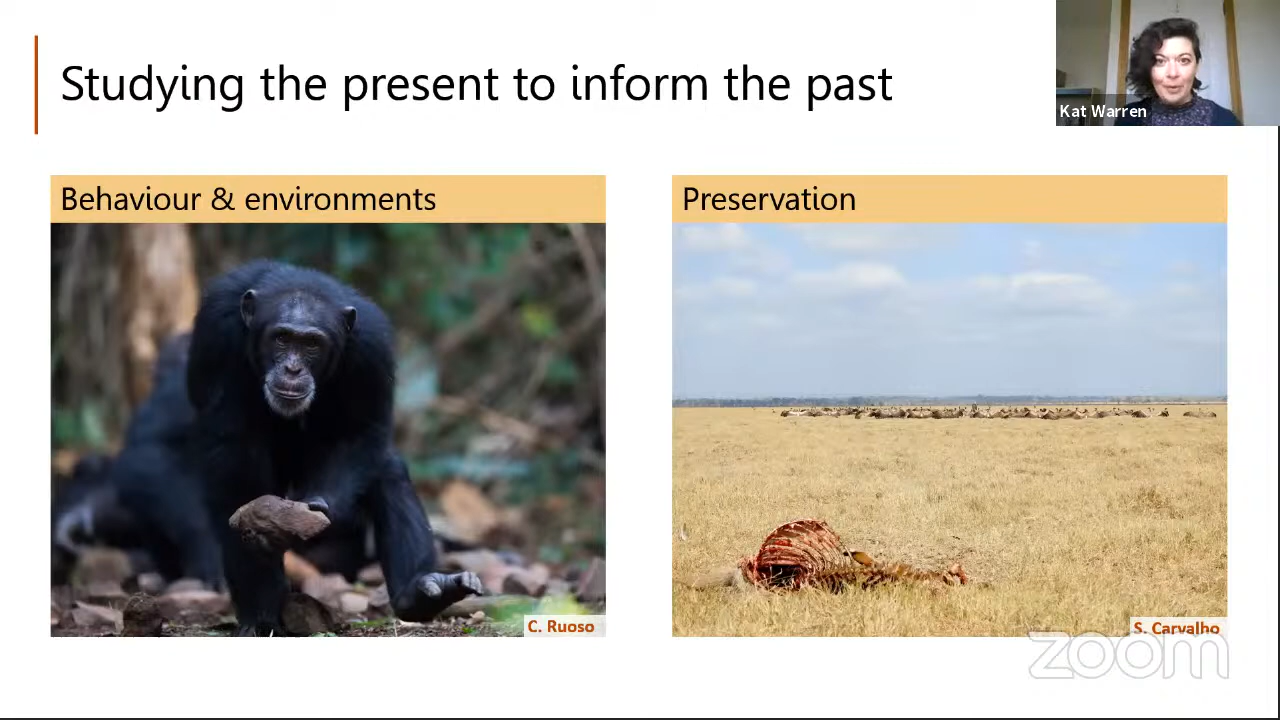 Studying the present to inform the past
Kat Warren
Behaviour & environments
Preservation
C. Ruoso
S. Carvalho
zoom